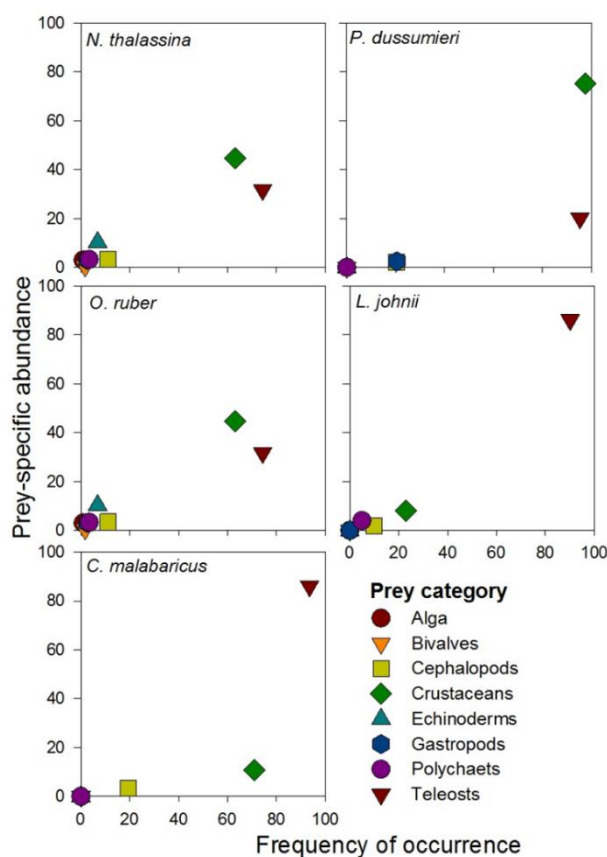 N. thalassina
P. dussumieri
100
80
60
40
20
0
O. ruber
L. johnii
100
80
60
40
20
0
0 20 40 60 80 100
C. malabaricus
100
80
60
40
20
0
0 20 40 60 80 100
Prey-specific abundance
Frequency of occurrence
Prey category
Alga
Bivalves
Cephalopods
Crustaceans
Echinoderms
Gastropods
Polychaets
Teleosts